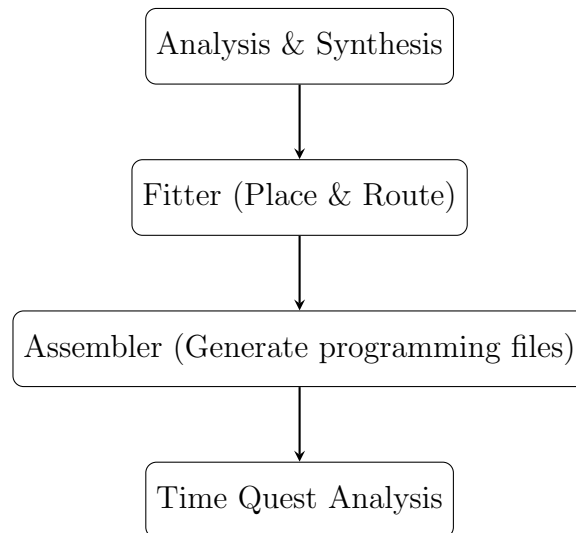 Analysis & Synthesis
Fitter (Place & Route)
Assembler (Generate programming files)
Time Quest Analysis